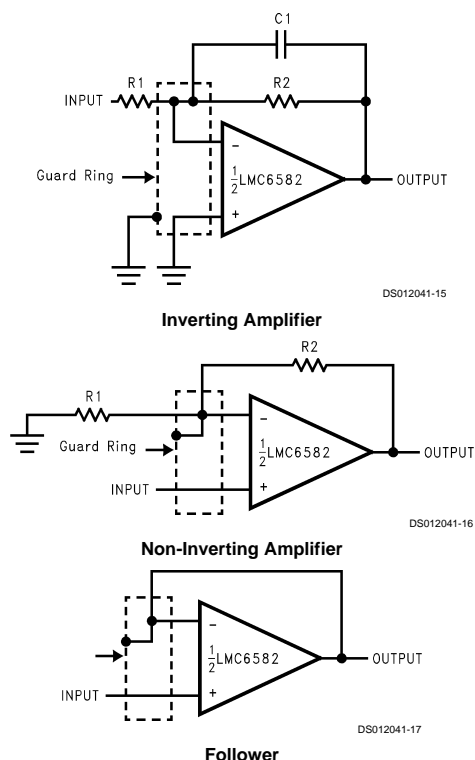 C1
R1
R2
INPUT
−
Guard Ring
1/2 LMC6582
OUTPUT
+
DS012041-15
Inverting Amplifier
R2
R1
−
Guard Ring
1/2 LMC6582
OUTPUT
INPUT
+
DS012041-16
Non-Inverting Amplifier
−
1/2 LMC6582
OUTPUT
INPUT
+
DS012041-17
Follower